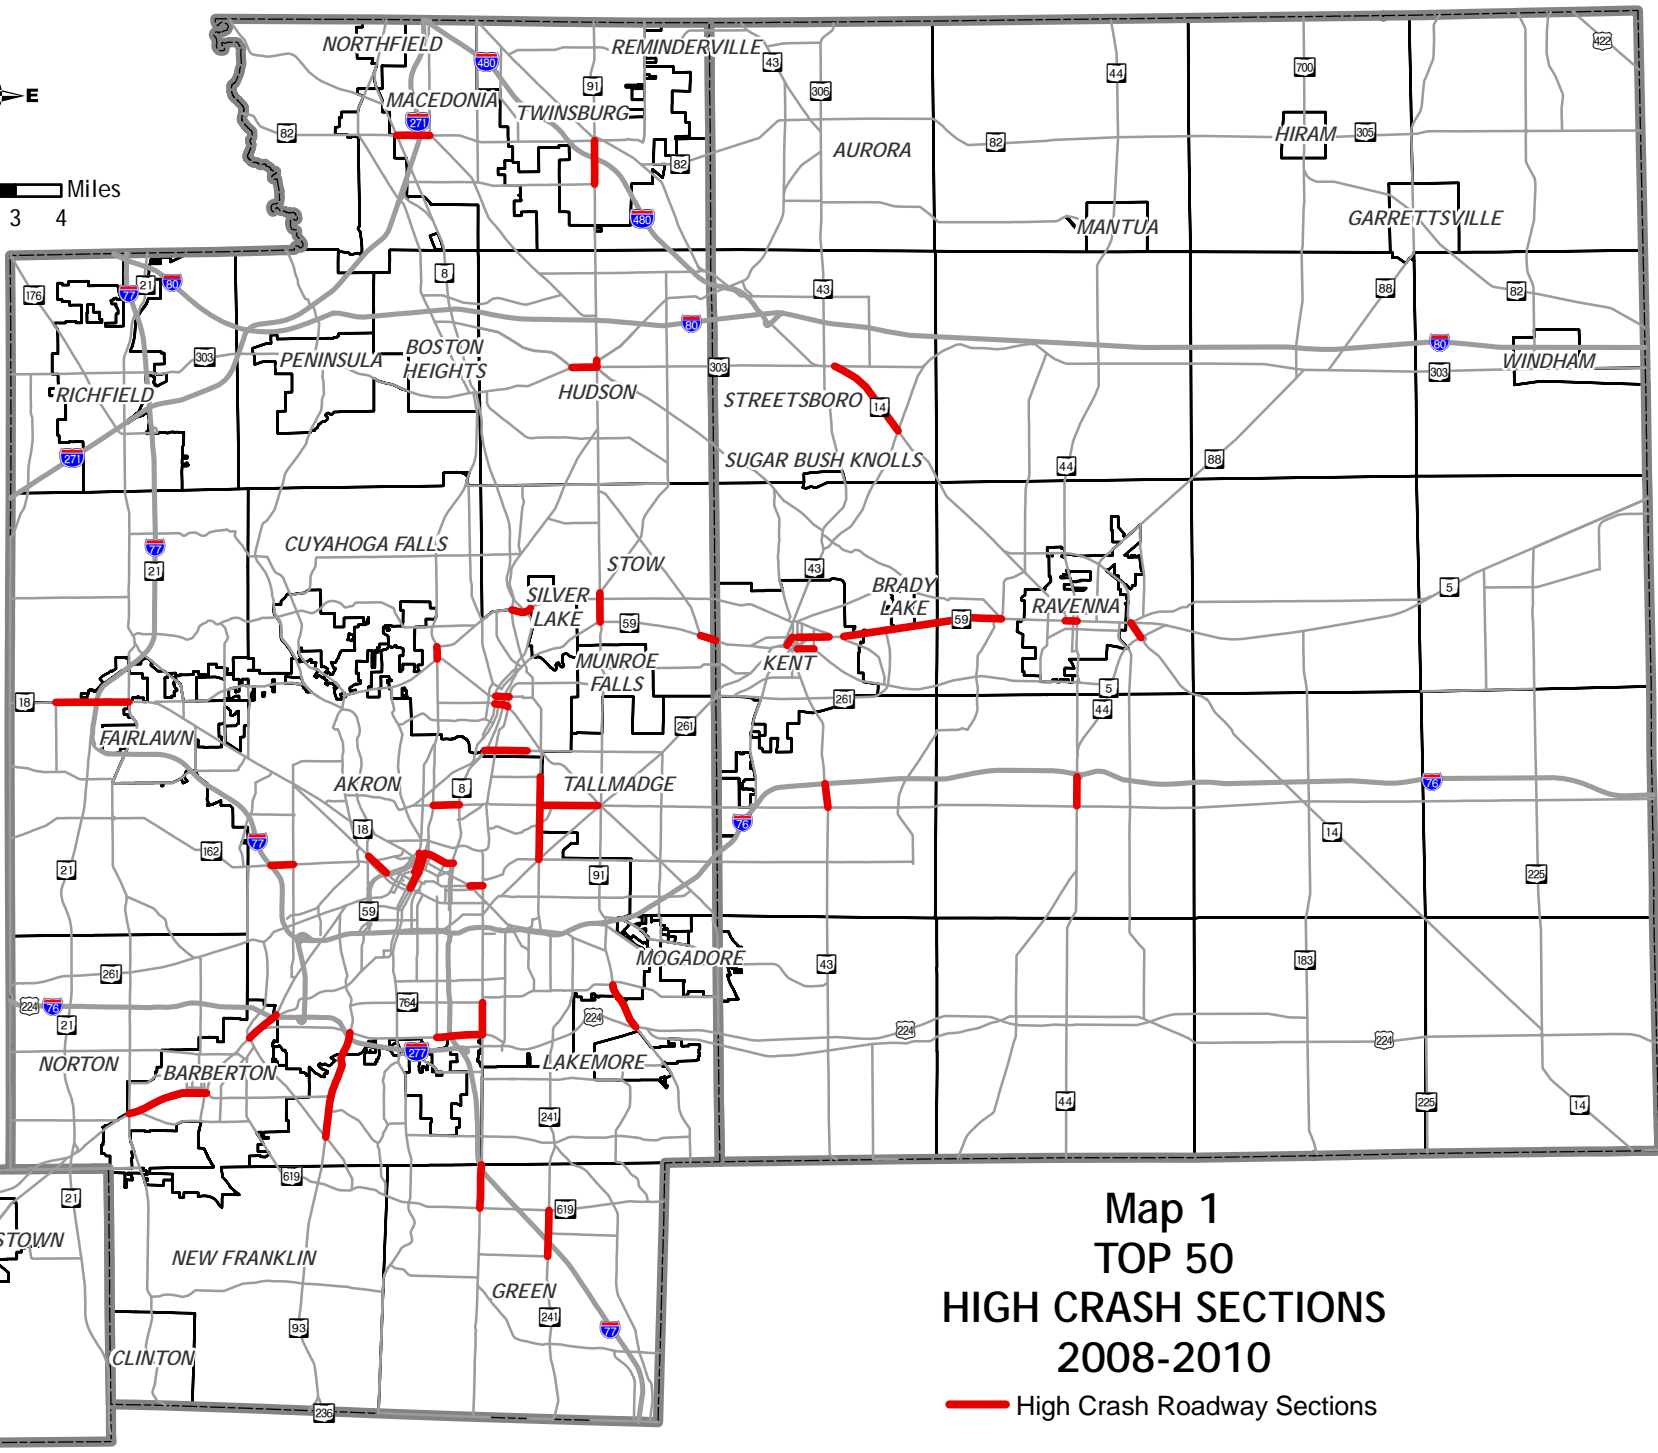 NORTHFIELD
480
REMINDERVILLE
43
422
91
306
44
700
E
MACEDONIA
TWINSBURG
271
82
82
AURORA
82
HIRAM
305
Miles
3 4
480
MANTUA
GARRETTSVILLE
176
77
21
80
8
43
88
82
80
80
303
PENINSULA
BOSTON
HEIGHTS
303
303
WINDHAM
RICHFIELD
HUDSON
STREETSBORO
14
271
SUGAR BUSH KNOLLS
44
88
77
21
CUYAHOGA FALLS
STOW
43
SILVER
LAKE
59
BRADY
LAKE
59
RAVENNA
5
MUNROE
FALLS
KENT
18
261
261
5
44
FAIRLAWN
AKRON
8
TALLMADGE
76
76
18
77
162
14
21
91
225
59
261
MOGADORE
43
183
224
76
764
224
224
224
21
277
NORTON
BARBERTON
LAKEMORE
241
44
225
14
21
619
619
STOWN
NEW FRANKLIN
GREEN
241
77
93
CLINTON
236
Map 1
TOP 50
HIGH CRASH SECTIONS
2008-2010
High Crash Roadway Sections